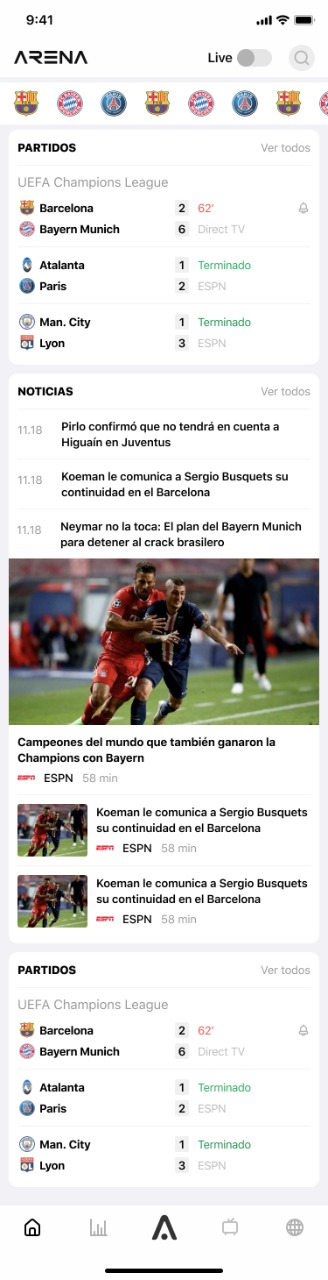 9:41
ARENA Live
PARTIDOS Ver todos
UEFA Champions League
Barcelona 2 62'
Bayern Munich 6 Direct TV
Atalanta 1 Terminado
Paris 2 ESPN
Man. City 1 Terminado
Lyon 3 ESPN
NOTICIAS Ver todos
11.18 Pirlo confirmó que no tendrá en cuenta a
Higuaín en Juventus
11.18 Koeman le comunica a Sergio Busquets su
continuidad en el Barcelona
11.18 Neymar no la toca: El plan del Bayern Munich
para detener al crack brasilero
Campeones del mundo que también ganaron la
Champions con Bayern
ESPN ESPN 58 min
Koeman le comunica a Sergio Busquets
su continuidad en el Barcelona
ESPN ESPN 58 min
Koeman le comunica a Sergio Busquets
su continuidad en el Barcelona
ESPN ESPN 58 min
PARTIDOS Ver todos
UEFA Champions League
Barcelona 2 62'
Bayern Munich 6 Direct TV
Atalanta 1 Terminado
Paris 2 ESPN
Man. City 1 Terminado
Lyon 3 ESPN